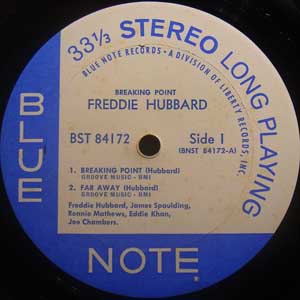 33 1/3 STEREO LONG PLAYING
BLUE NOTE RECORDS • A DIVISION OF LIBERTY RECORDS, INC.
BREAKING POINT
FREDDIE HUBBARD
BST 84172
Side 1
(BNST 84172-A)
1. BREAKING POINT (Hubbard)
GROOVE MUSIC - BMI
2. FAR AWAY (Hubbard)
GROOVE MUSIC - BMI
Freddie Hubbard, James Spaulding,
Ronnie Mathews, Eddie Khan,
Joe Chambers.
BLUE
NOTE